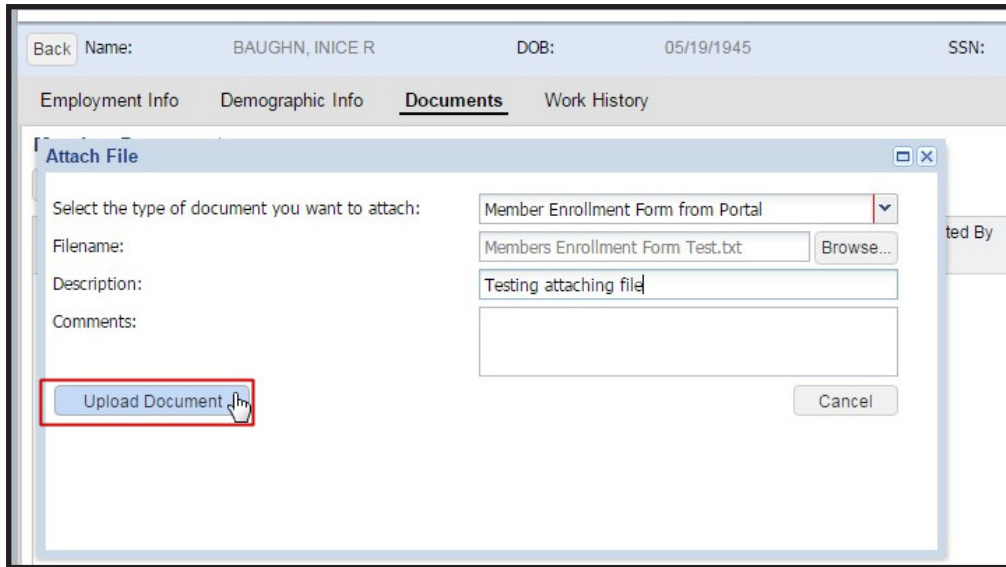 Back Name: BAUGHN, INICE R DOB: 05/19/1945 SSN:
Employment Info Demographic Info Documents Work History
Attach File
Select the type of document you want to attach: Member Enrollment Form from Portal
ted By
Filename: Members Enrollment Form Test.txt Browse...
Description: Testing attaching file
Comments:
Upload Document Cancel